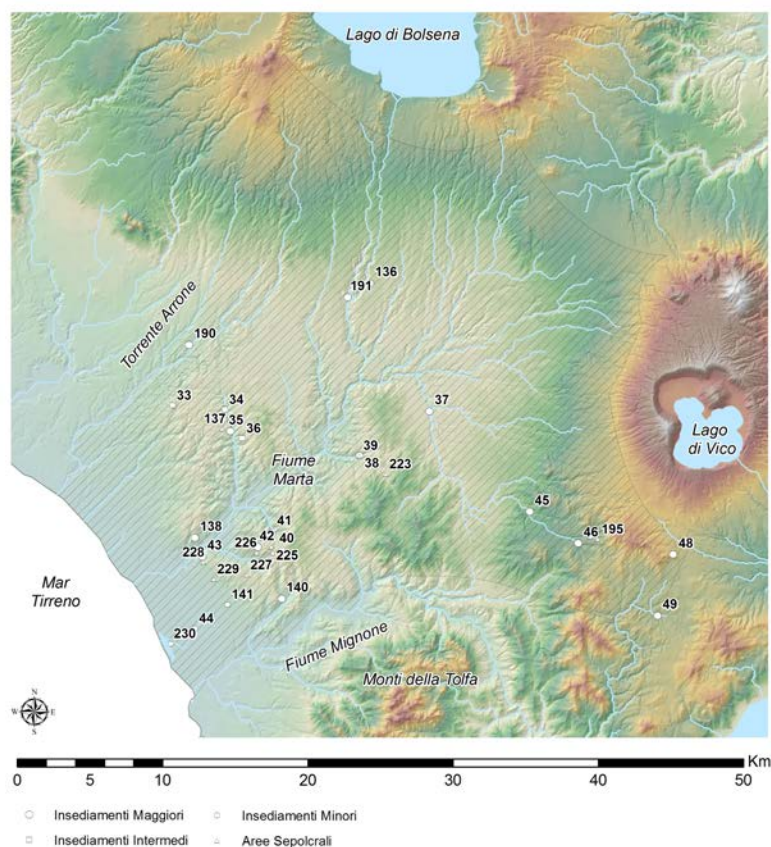 Lago di Bolsena
136
191
Torrente Arrone
190
33
34
137
35
36
37
39
38
223
Fiume
Marta
Lago
di Vico
41
138
42
40
43
226
228
225
227
229
45
46
195
48
49
Mar
Tirreno
44
141
140
230
Fiume Mignone
Monti della Tolfa
N
W
E
S
Km
0
5
10
20
30
40
50
Insediamenti Maggiori
Insediamenti Minori
Insediamenti Intermedi
Aree Sepolcrali